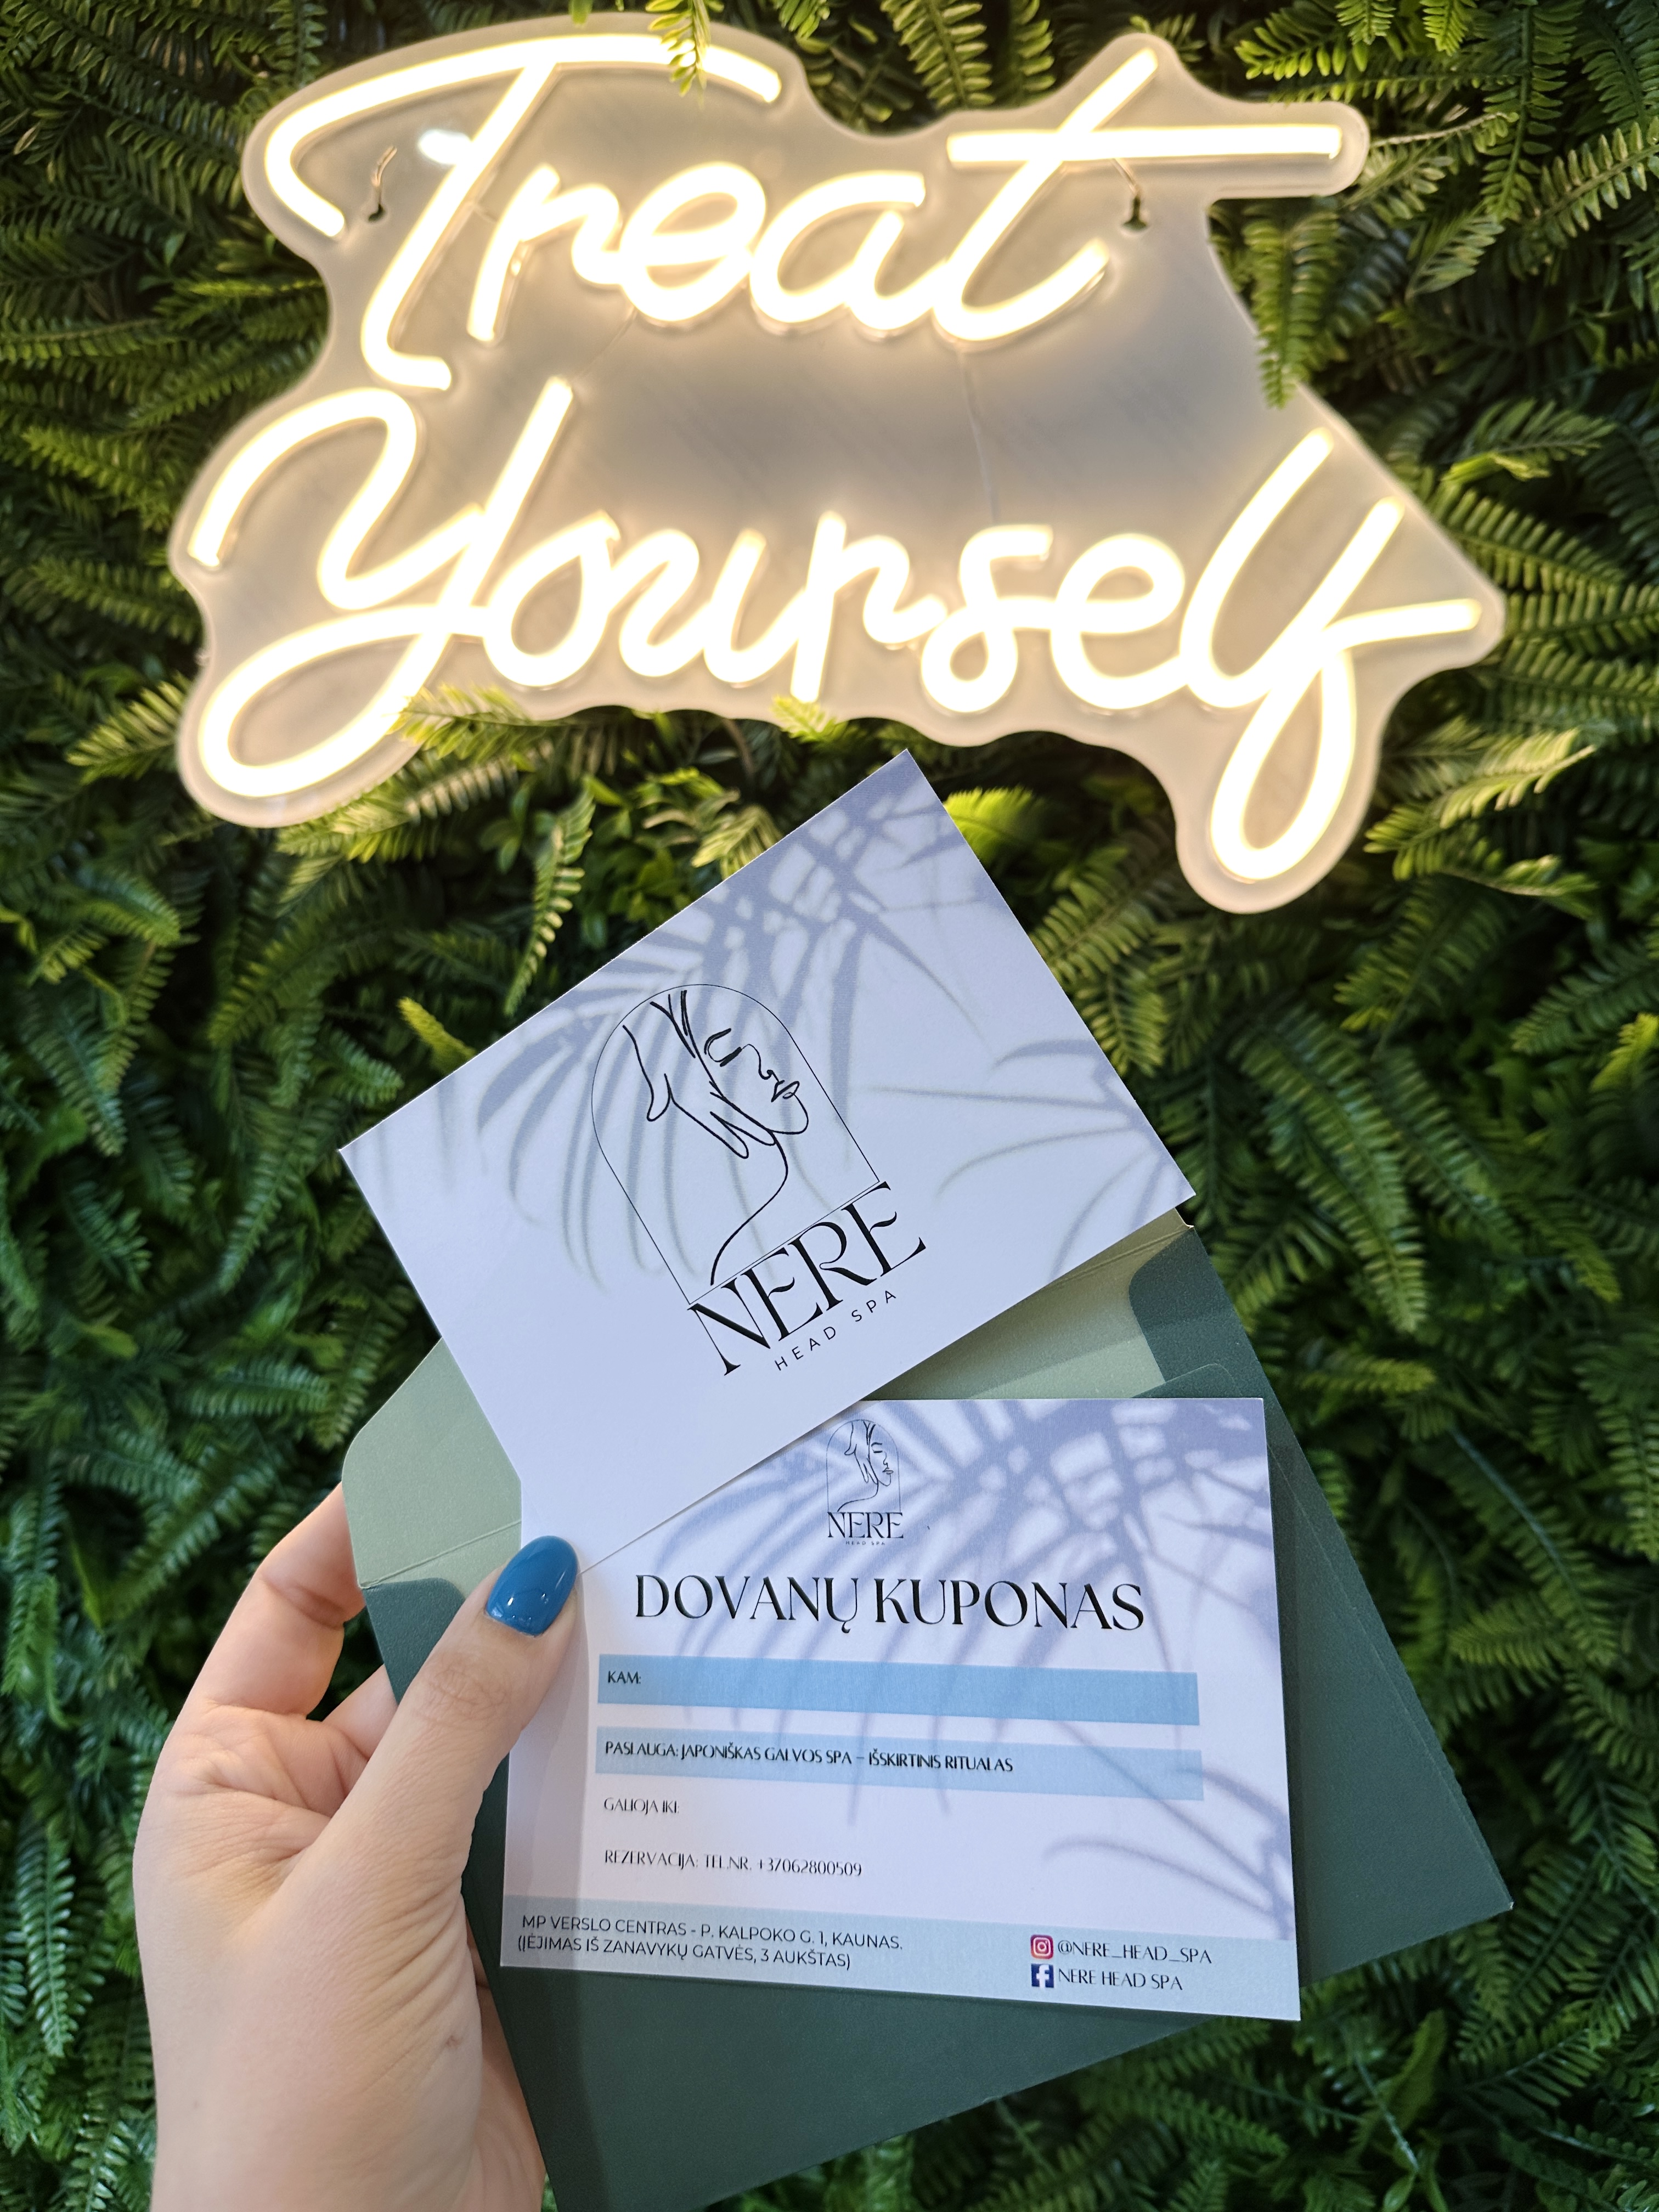 Treat
Yourself
NERE
HEAD SPA
NERE
HEAD SPA
DOVANŲ KUPONAS
KAM:
PASLAUGA: JAPONIŠKAS GALVOS SPA – IŠSKIRTINIS RITUALAS
GALIOJA IKI:
REZERVACIJA: TEL.NR. +37062800509
MP VERSLO CENTRAS - P. KALPOKO G. 1, KAUNAS.
(ĮĖJIMAS IŠ ZANAVYKŲ GATVĖS, 3 AUKŠTAS)
@NERE_HEAD_SPA
NERE HEAD SPA